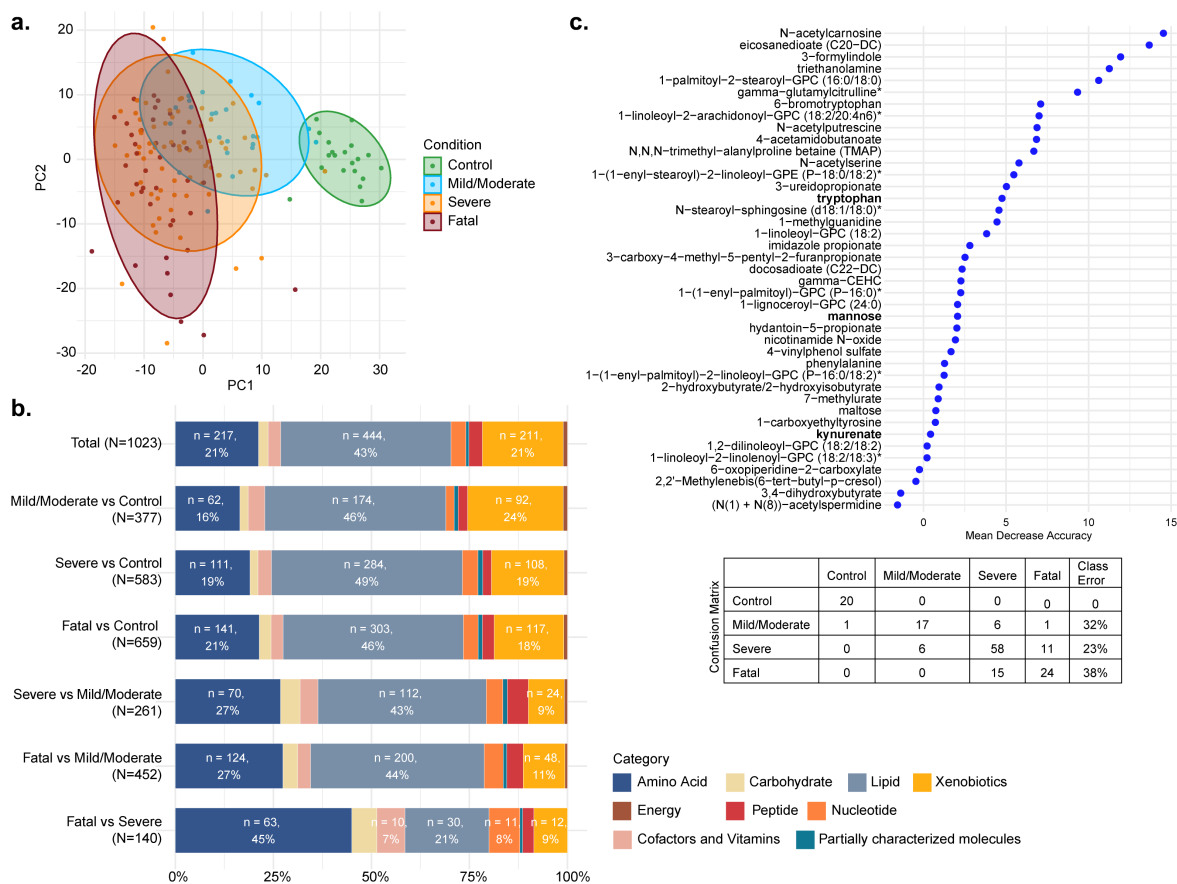 a.
20
10
0
-10
-20
-30
PC2
-20
-10
0
10
20
30
PC1
Condition
Control
Mild/Moderate
Severe
Fatal
b.
Total (N=1023)
n = 217,
21%
n = 444,
43%
n = 211,
21%
Mild/Moderate vs Control
(N=377)
n = 62,
16%
n = 174,
46%
n = 92,
24%
Severe vs Control
(N=583)
n = 111,
19%
n = 284,
49%
n = 108,
19%
Fatal vs Control
(N=659)
n = 141,
21%
n = 303,
46%
n = 117,
18%
Severe vs Mild/Moderate
(N=261)
n = 70,
27%
n = 112,
43%
n = 24,
9%
Fatal vs Mild/Moderate
(N=452)
n = 124,
27%
n = 200,
44%
n = 48,
11%
Fatal vs Severe
(N=140)
n = 63,
45%
n = 10,
7%
n = 30,
21%
n = 11,
8%
n = 12,
9%
0%
25%
50%
75%
100%
c.
N−acetylcarnosine
eicosanedioate (C20−DC)
3−formylindole
triethanolamine
1−palmitoyl−2−stearoyl−GPC (16:0/18:0)
gamma−glutamylcitrulline*
6−bromotryptophan
1−linoleoyl−2−arachidonoyl−GPC (18:2/20:4n6)*
N−acetylputrescine
4−acetamidobutanoate
N,N,N−trimethyl−alanylproline betaine (TMAP)
N−acetylserine
1−(1−enyl−stearoyl)−2−linoleoyl−GPE (P−18:0/18:2)*
3−ureidopropionate
tryptophan
N−stearoyl−sphingosine (d18:1/18:0)*
1−methylguanidine
1−linoleoyl−GPC (18:2)
imidazole propionate
3−carboxy−4−methyl−5−pentyl−2−furanpropionate
docosadioate (C22−DC)
gamma−CEHC
1−(1−enyl−palmitoyl)−GPC (P−16:0)*
1−lignoceroyl−GPC (24:0)
mannose
hydantoin−5−propionate
nicotinamide N−oxide
4−vinylphenol sulfate
phenylalanine
1−(1−enyl−palmitoyl)−2−linoleoyl−GPC (P−16:0/18:2)*
2−hydroxybutyrate/2−hydroxyisobutyrate
7−methylurate
maltose
1−carboxyethyltyrosine
kynurenate
1,2−dilinoleoyl−GPC (18:2/18:2)
1−linoleoyl−2−linolenoyl−GPC (18:2/18:3)*
6−oxopiperidine−2−carboxylate
2,2'−Methylenebis(6−tert−butyl−p−cresol)
3,4−dihydroxybutyrate
(N(1) + N(8))−acetylspermidine
0
5
10
15
Mean Decrease Accuracy
Confusion Matrix
Control
Mild/Moderate
Severe
Fatal
Class
Error
Control
20
0
0
0
0
Mild/Moderate
1
17
6
1
32%
Severe
0
6
58
11
23%
Fatal
0
0
15
24
38%
Category
Amino Acid
Carbohydrate
Lipid
Xenobiotics
Energy
Peptide
Nucleotide
Cofactors and Vitamins
Partially characterized molecules